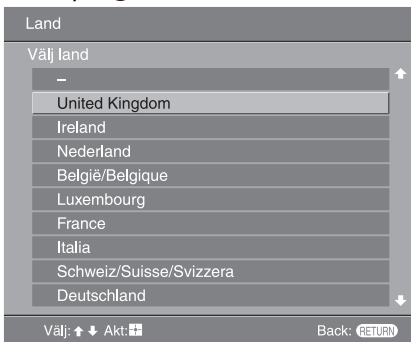 Land
Välj land
–
United Kingdom
Ireland
Nederland
België/Belgique
Luxembourg
France
Italia
Schweiz/Suisse/Svizzera
Deutschland
Välj: Akt: Back: RETURN